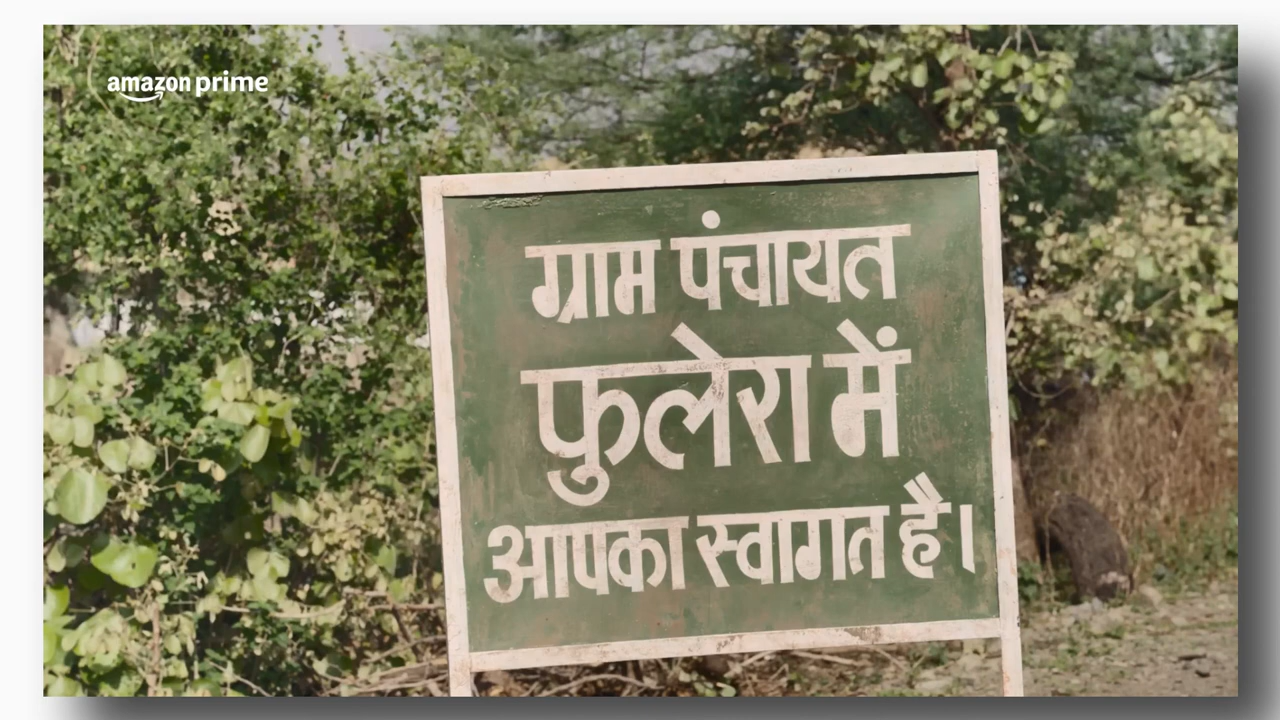 amazon prime
ग्राम पंचायत
फुलेरा में
आपका स्वागत है।